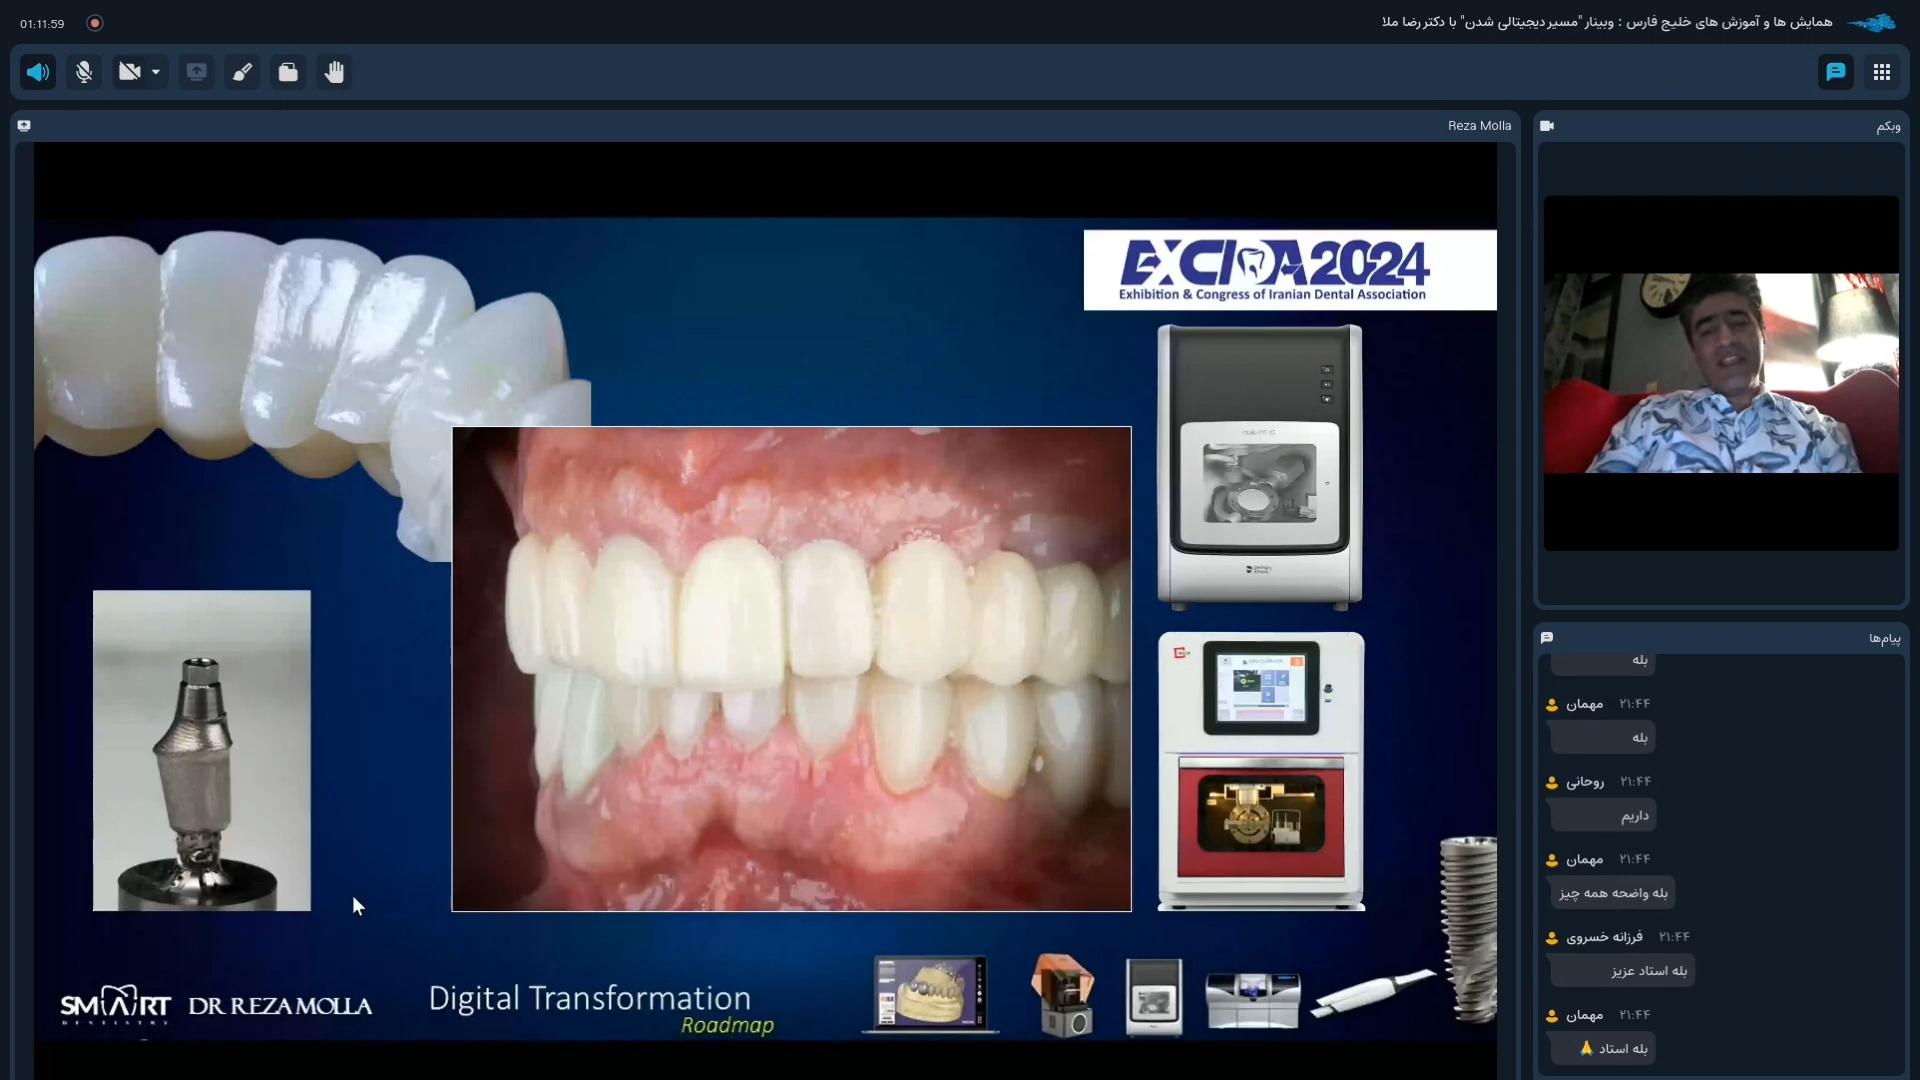 01:11:59
همایش ها و آموزش های خلیج فارس : وبینار "مسیر دیجیتالی شدن" با دکتر رضا ملا
Reza Molla
وبکم
EXCIDA2024
Exhibition & Congress of Iranian Dental Association
Dentsply
Sirona
SMART
DENTISTRY
DR REZA MOLLA
Digital Transformation
Roadmap
پیام‌ها
بله
مهمان ۲۱:۴۴
بله
روحانی ۲۱:۴۴
داریم
مهمان ۲۱:۴۴
بله واضحه همه چیز
فرزانه خسروی ۲۱:۴۴
بله استاد عزیز
مهمان ۲۱:۴۴
بله استاد 🙏